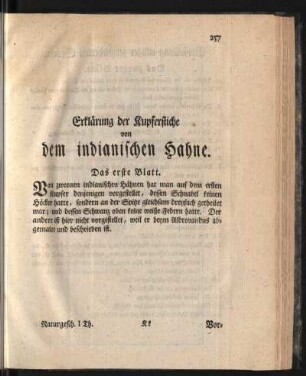 257
Erklärung der Kupferstiche
von
dem indianischen Hahne.
Das erste Blatt.
Von zweenen indianischen Hähnen hat man auf dem ersten
Kupfer denjenigen vorgestellet, dessen Schnabel keinen
Höcker hatte, sondern an der Spitze gleichsam dreyfach getheilet
war; und dessen Schwanz oben keine weiße Federn hatte. Der
andere ist hier nicht vorgestellet, weil er beym Aldrovandus ab-
gemalet und beschrieben ist.
Naturgesch. I Th. Kk Vor-